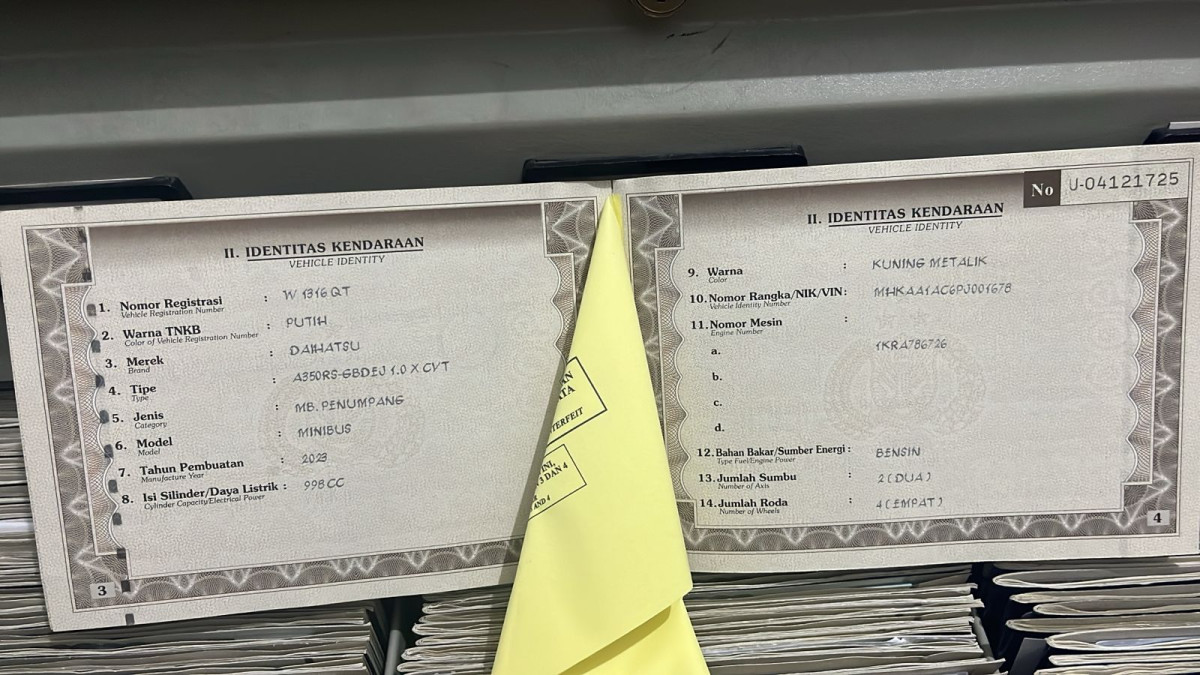 II. IDENTITAS KENDARAAN
VEHICLE IDENTITY
1. Nomor Registrasi : W 1316 QT
Vehicle Registration Number
2. Warna TNKB : PUTIH
Color of Vehicle Registration Number
3. Merek : DAIHATSU
Brand
4. Tipe : A350RS-GBDEJ 1.0 X CVT
Type
5. Jenis : MB. PENUMPANG
Category
6. Model : MINIBUS
Model
7. Tahun Pembuatan : 2023
Manufacture Year
8. Isi Silinder/Daya Listrik : 998 CC
Cylinder Capacity/Electrical Power
3
No U-04121725
II. IDENTITAS KENDARAAN
VEHICLE IDENTITY
9. Warna : KUNING METALIK
Color
10. Nomor Rangka/NIK/VIN : MHKAA1AC6PJ001678
Vehicle Identity Number
11. Nomor Mesin :
Engine Number
a. 1KRA786726
b.
c.
d.
12. Bahan Bakar/Sumber Energi : BENSIN
Type Fuel/Engine Power
13. Jumlah Sumbu : 2 (DUA)
Number of Axis
14. Jumlah Roda : 4 (EMPAT)
Number of Wheels
4
3 DAN 4
AND 4